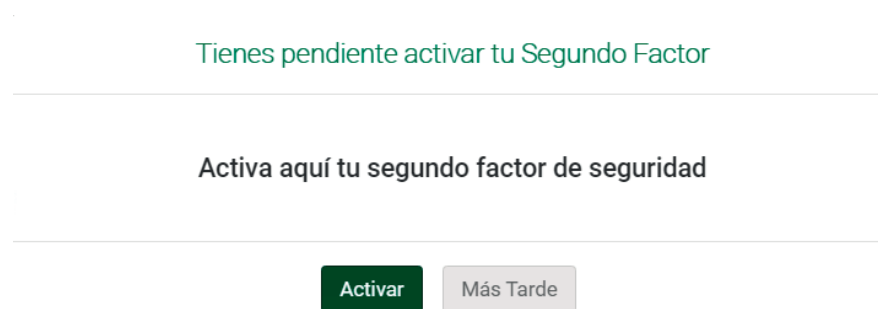 Tienes pendiente activar tu Segundo Factor
Activa aquí tu segundo factor de seguridad
Activar
Más Tarde